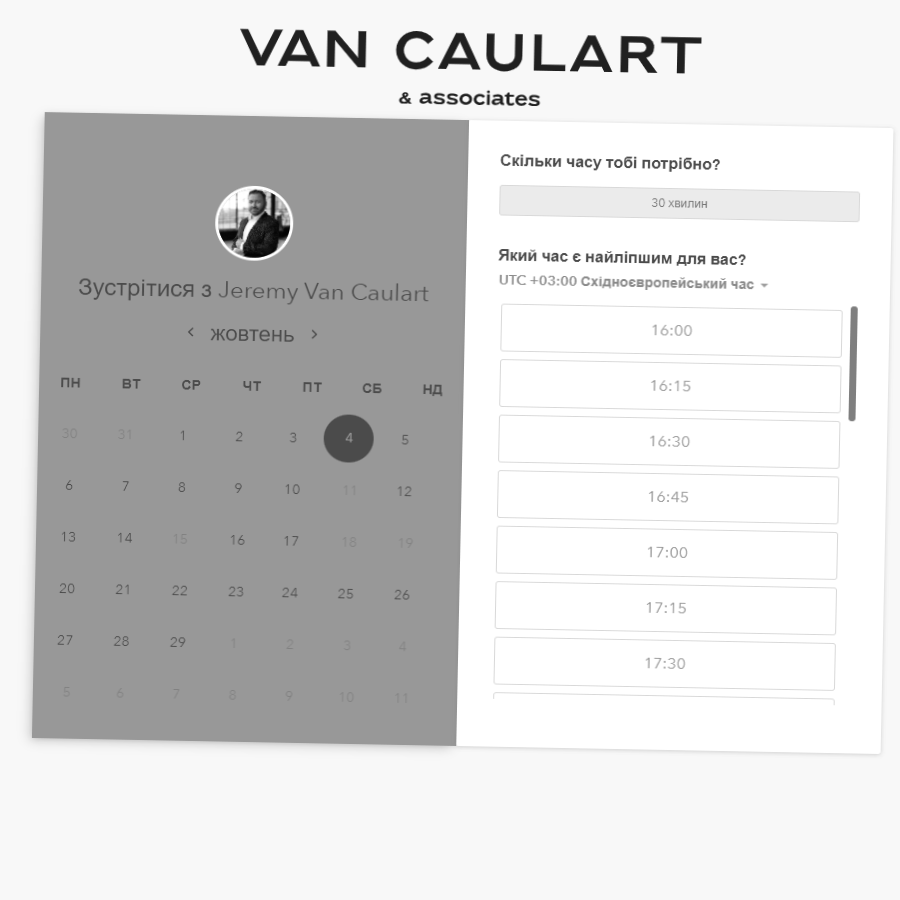 VAN CAULART
& associates
Зустрітися з Jeremy Van Caulart
жовтень
ПН ВТ СР ЧТ ПТ СБ НД
30 31 1 2 3 4 5
6 7 8 9 10 11 12
13 14 15 16 17 18 19
20 21 22 23 24 25 26
27 28 29 1 2 3 4
5 6 7 8 9 10 11
Скільки часу тобі потрібно?
30 хвилин
Який час є найліпшим для вас?
UTC +03:00 Східноєвропейський час
16:00
16:15
16:30
16:45
17:00
17:15
17:30